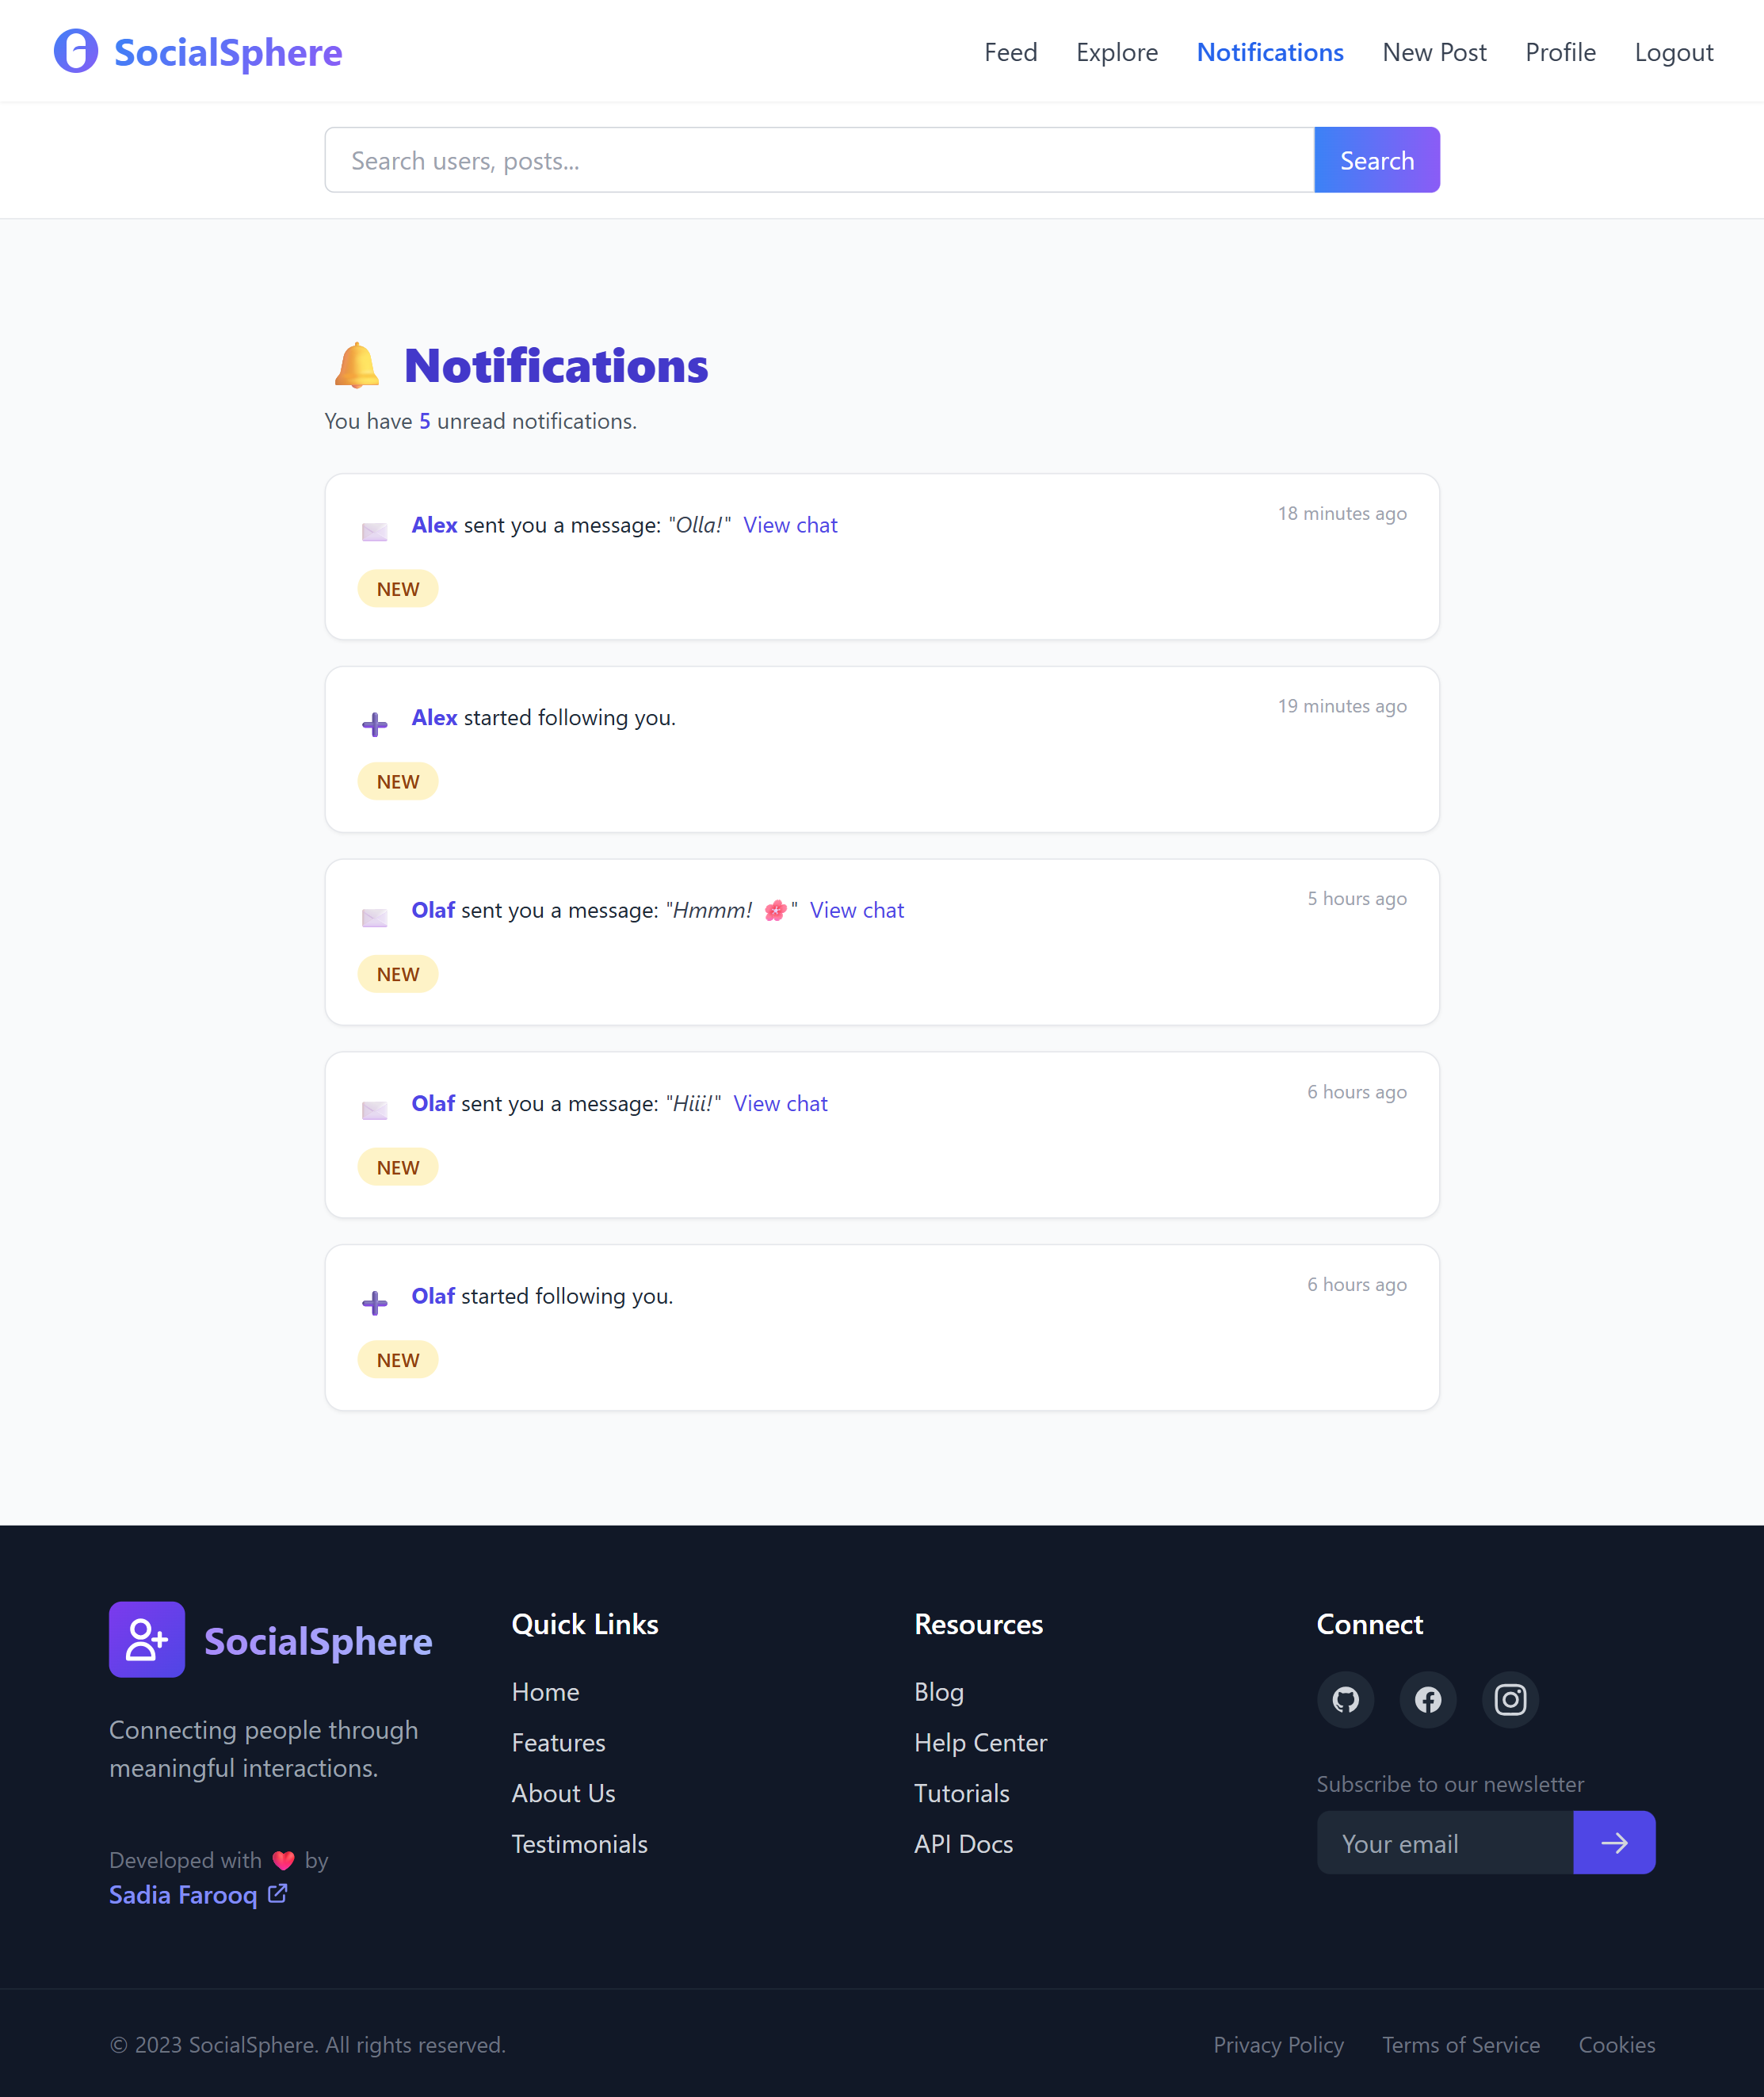 SocialSphere
Feed Explore Notifications New Post Profile Logout
Search users, posts...
Search
🔔 Notifications
You have 5 unread notifications.
Alex sent you a message: "Olla!" View chat
18 minutes ago
NEW
Alex started following you.
19 minutes ago
NEW
Olaf sent you a message: "Hmmm! 🌸" View chat
5 hours ago
NEW
Olaf sent you a message: "Hiii!" View chat
6 hours ago
NEW
Olaf started following you.
6 hours ago
NEW
SocialSphere
Connecting people through
meaningful interactions.
Developed with ❤️ by
Sadia Farooq
Quick Links
Home
Features
About Us
Testimonials
Resources
Blog
Help Center
Tutorials
API Docs
Connect
Subscribe to our newsletter
Your email
© 2023 SocialSphere. All rights reserved.
Privacy Policy Terms of Service Cookies